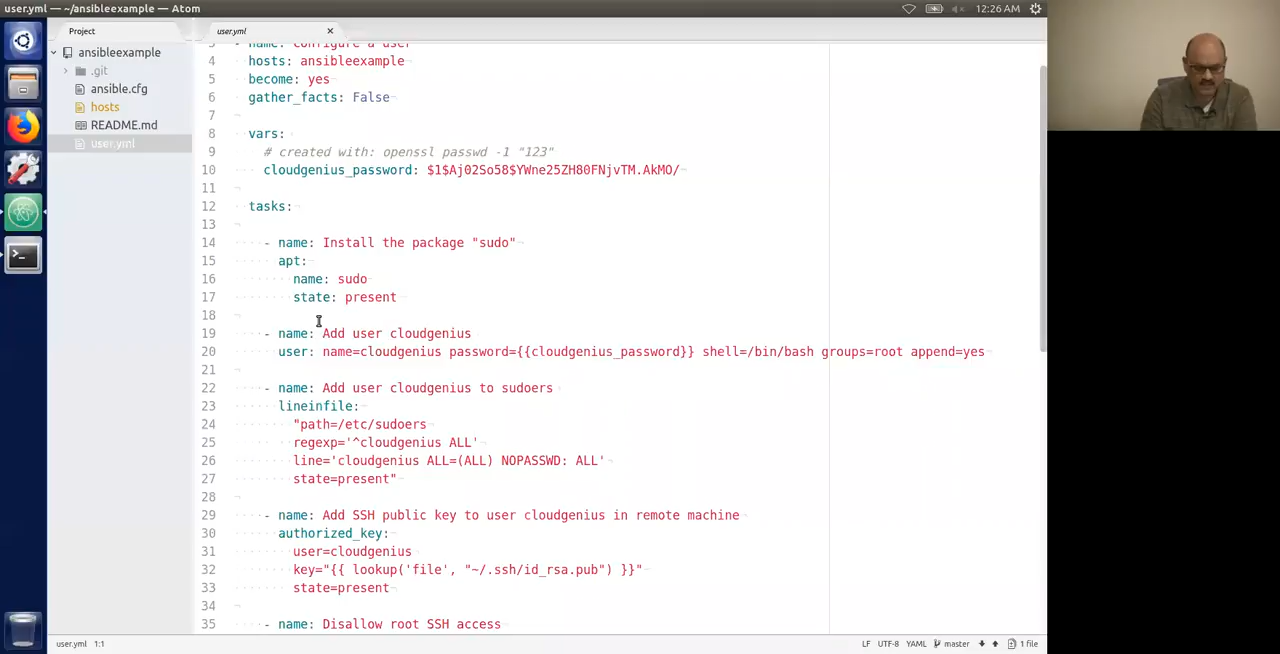 user.yml — ~/ansibleexample — Atom
12:26 AM
Project
user.yml
ansibleexample
.git
ansible.cfg
hosts
README.md
user.yml
3 - name: Configure a user
4 hosts: ansibleexample
5 become: yes
6 gather_facts: False
7
8 vars:
9 # created with: openssl passwd -1 "123"
10 cloudgenius_password: $1$Aj02So58$YWne25ZH80FNjvTM.AkMO/
11
12 tasks:
13
14 - name: Install the package "sudo"
15 apt:
16 name: sudo
17 state: present
18
19 - name: Add user cloudgenius
20 user: name=cloudgenius password={{cloudgenius_password}} shell=/bin/bash groups=root append=yes
21
22 - name: Add user cloudgenius to sudoers
23 lineinfile:
24 "path=/etc/sudoers
25 regexp='^cloudgenius ALL'
26 line='cloudgenius ALL=(ALL) NOPASSWD: ALL'
27 state=present"
28
29 - name: Add SSH public key to user cloudgenius in remote machine
30 authorized_key:
31 user=cloudgenius
32 key="{{ lookup('file', "~/.ssh/id_rsa.pub") }}"
33 state=present
34
35 - name: Disallow root SSH access
user.yml 1:1 LF UTF-8 YAML master 1 file